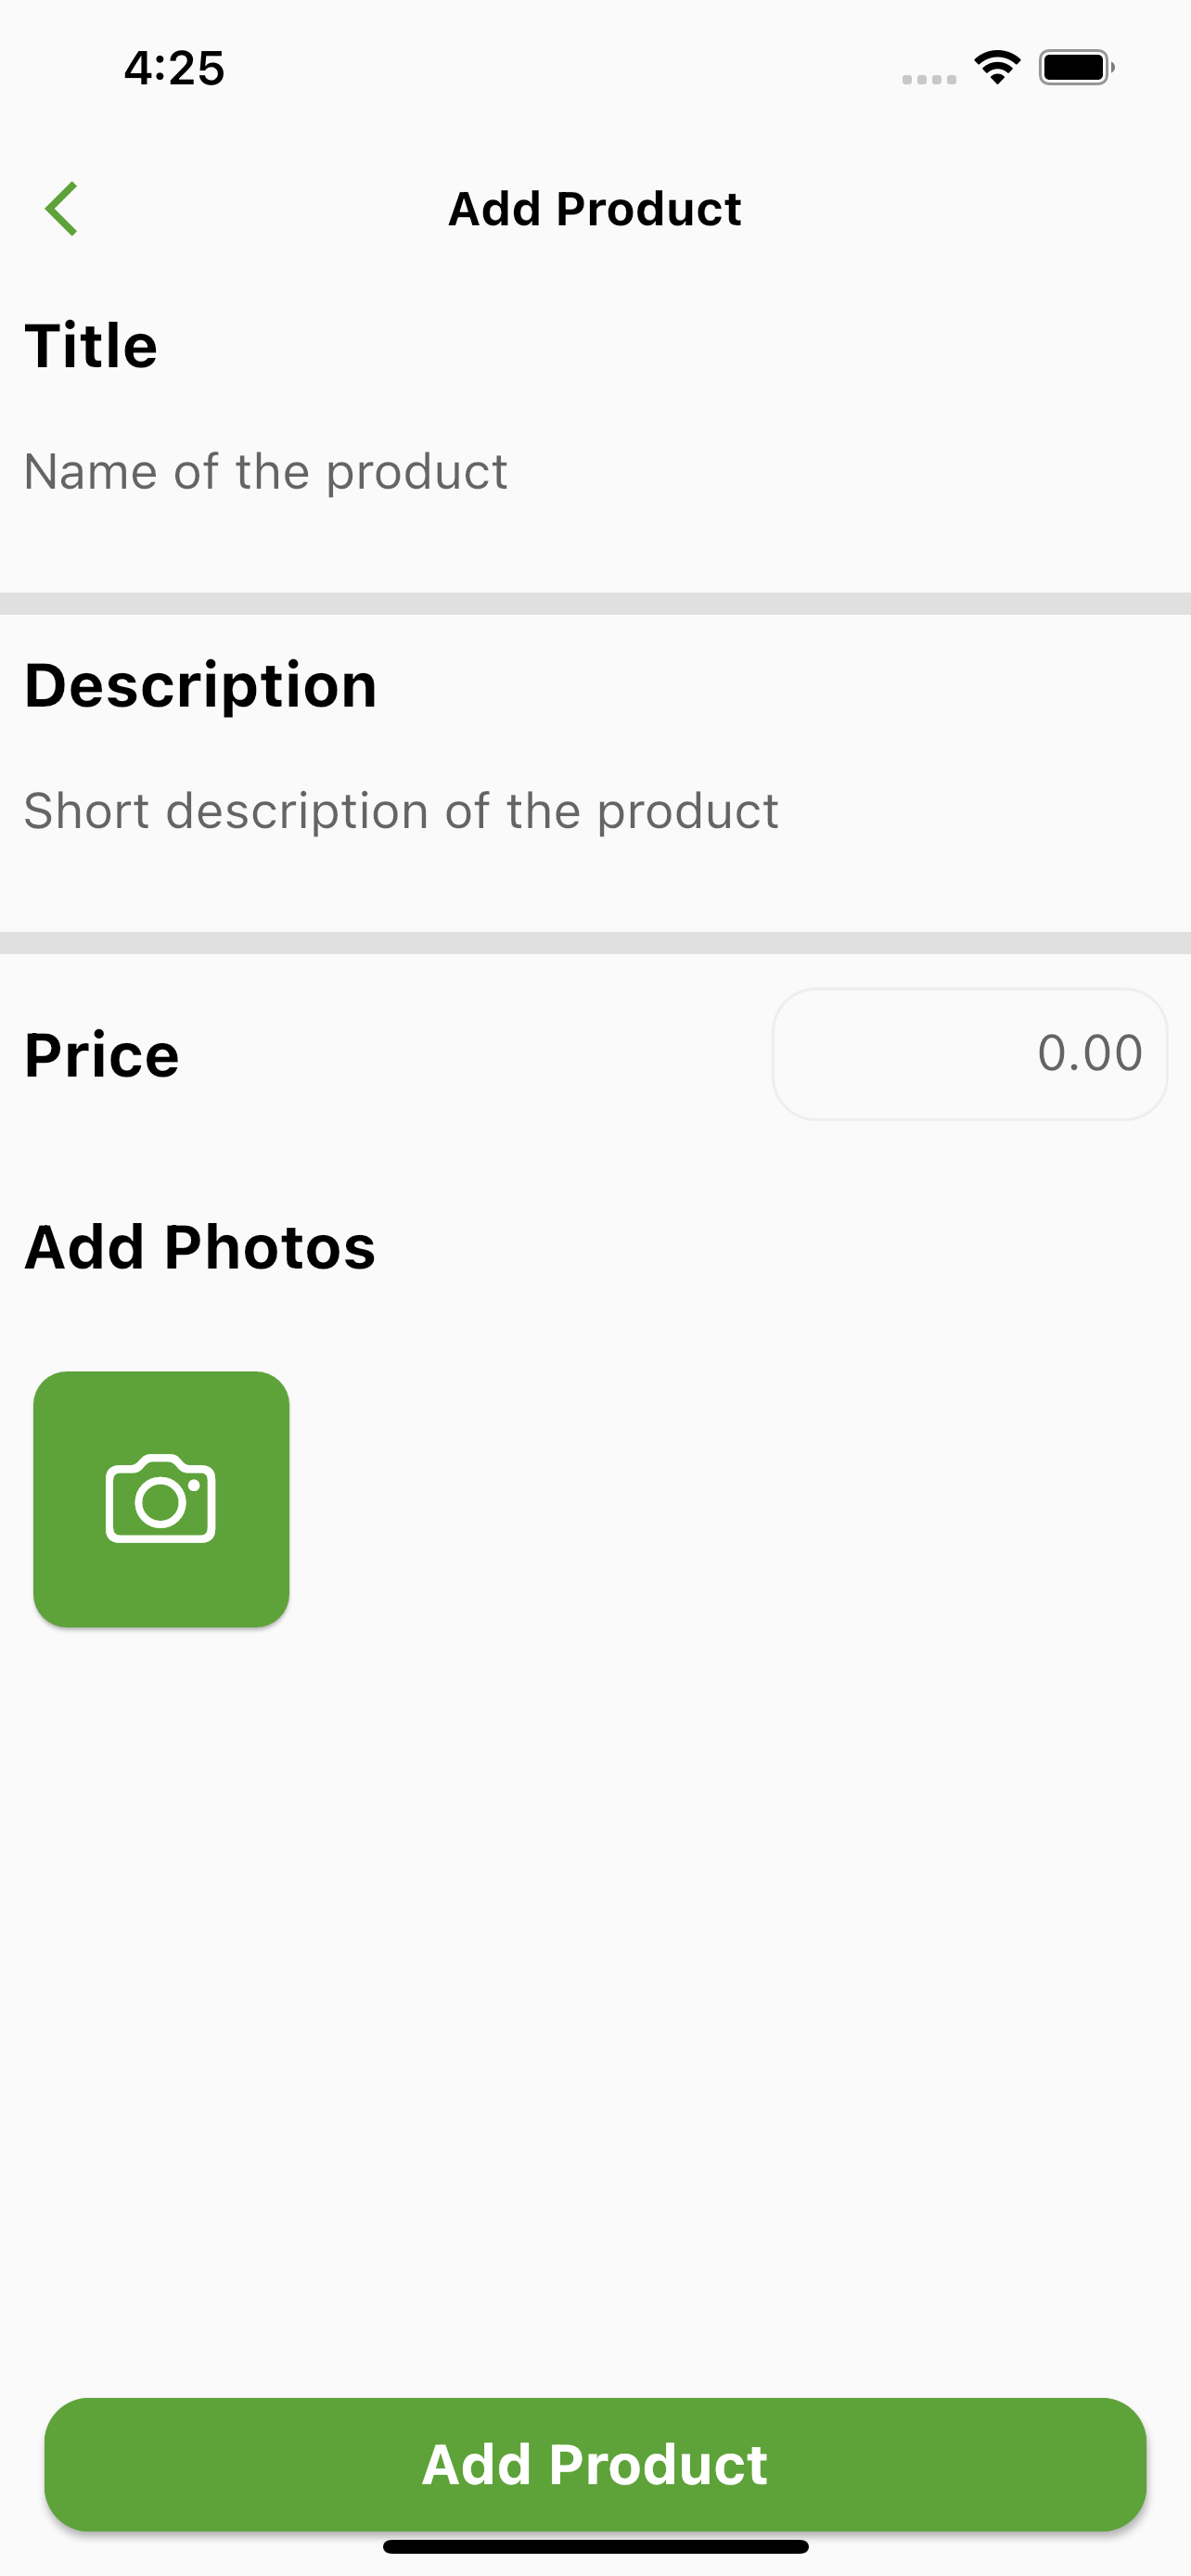 4:25
Add Product
Title
Name of the product
Description
Short description of the product
Price
0.00
Add Photos
Add Product